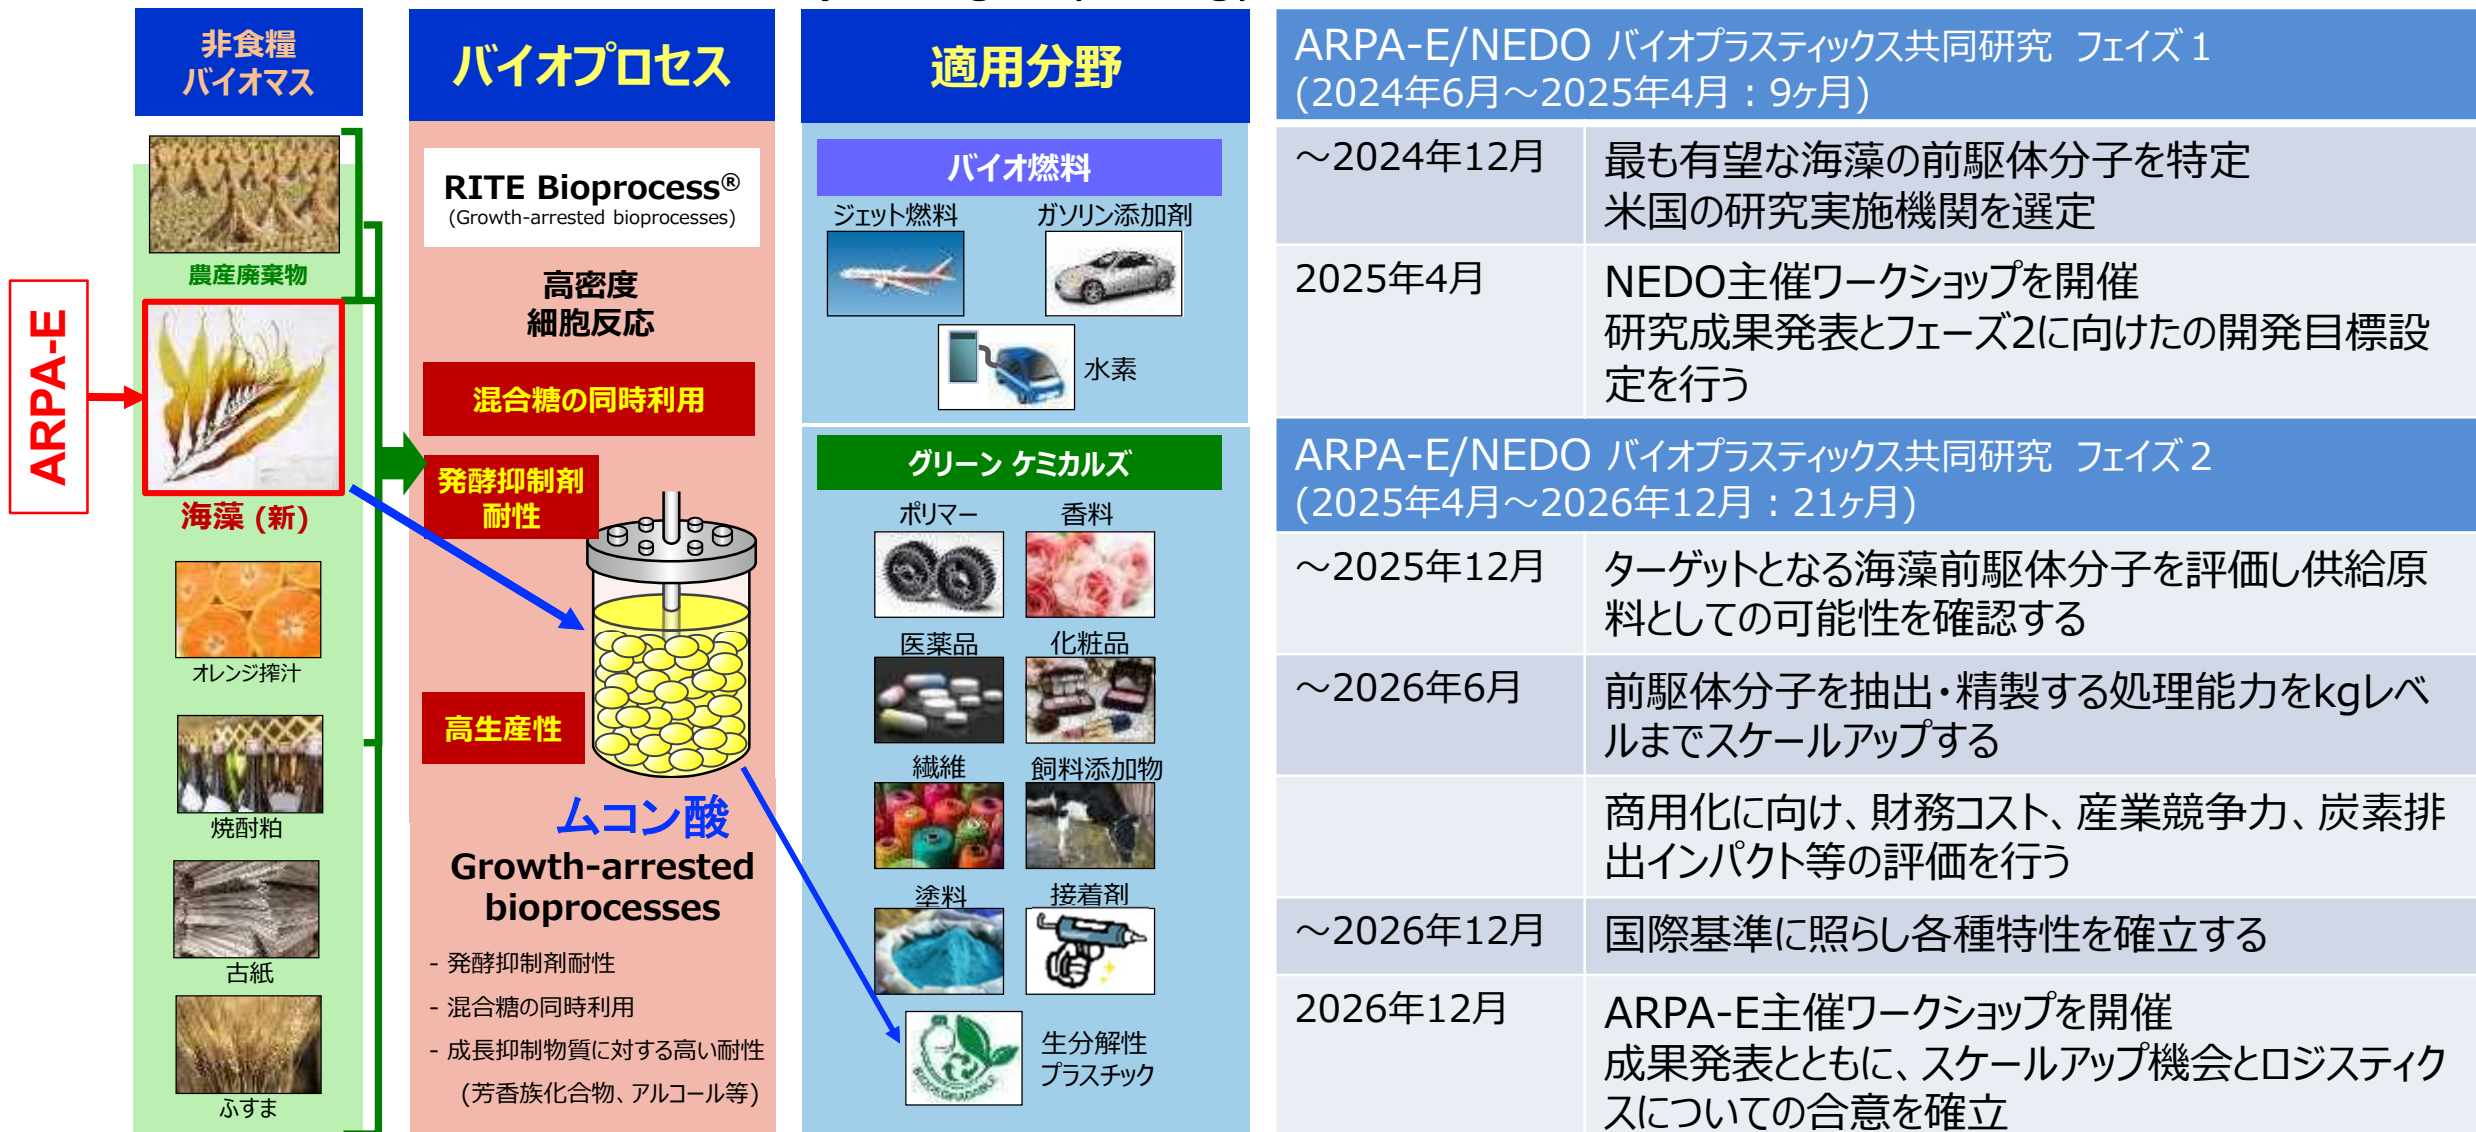 非食糧
バイオマス
農産廃棄物
ARPA-E
海藻 (新)
オレンジ搾汁
焼酎粕
古紙
ふすま
バイオプロセス
RITE Bioprocess®
(Growth-arrested bioprocesses)
高密度
細胞反応
混合糖の同時利用
発酵抑制剤
耐性
高生産性
ムコン酸
Growth-arrested
bioprocesses
- 発酵抑制剤耐性
- 混合糖の同時利用
- 成長抑制物質に対する高い耐性
(芳香族化合物、アルコール等)
適用分野
バイオ燃料
ジェット燃料
ガソリン添加剤
水素
グリーン ケミカルズ
ポリマー
香料
医薬品
化粧品
繊維
飼料添加物
塗料
接着剤
生分解性
プラスチック
ARPA-E/NEDO バイオプラスティックス共同研究 フェイズ1
(2024年6月～2025年4月：9ヶ月)
～2024年12月
最も有望な海藻の前駆体分子を特定
米国の研究実施機関を選定
2025年4月
NEDO主催ワークショップを開催
研究成果発表とフェーズ2に向けたの開発目標設
定を行う
ARPA-E/NEDO バイオプラスティックス共同研究 フェイズ2
(2025年4月～2026年12月：21ヶ月)
～2025年12月
ターゲットとなる海藻前駆体分子を評価し供給原
料としての可能性を確認する
～2026年6月
前駆体分子を抽出・精製する処理能力をkgレベ
ルまでスケールアップする
商用化に向け、財務コスト、産業競争力、炭素排
出インパクト等の評価を行う
～2026年12月
国際基準に照らし各種特性を確立する
2026年12月
ARPA-E主催ワークショップを開催
成果発表とともに、スケールアップ機会とロジスティク
スについての合意を確立